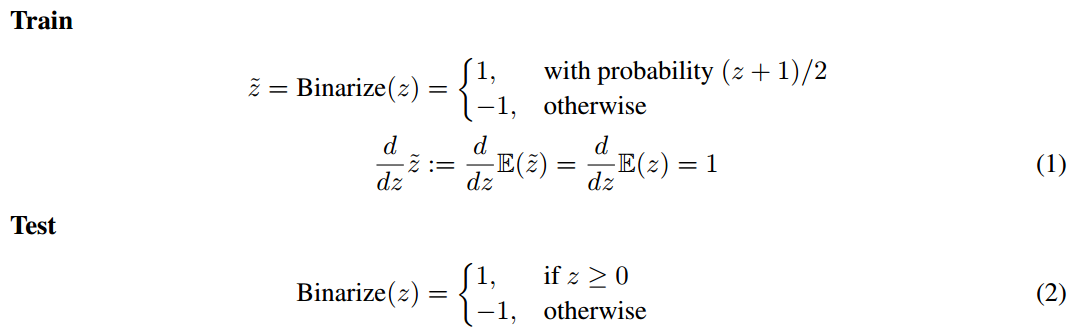 Train
z̃ = Binarize(z) = { 1, with probability (z + 1)/2
−1, otherwise
d/dz z̃ := d/dz 𝔼(z̃) = d/dz 𝔼(z) = 1 (1)
Test
Binarize(z) = { 1, if z ≥ 0
−1, otherwise (2)